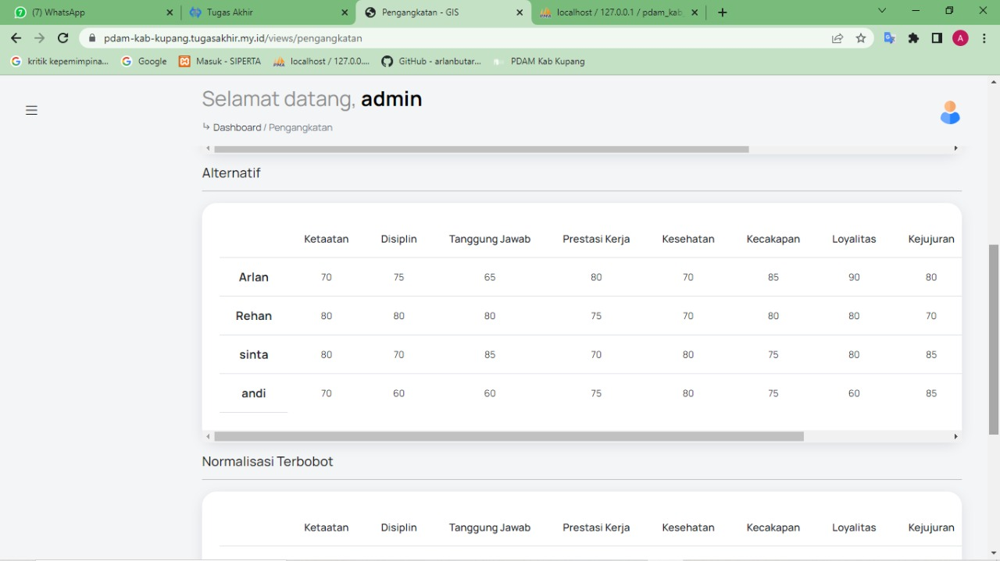 (7) WhatsApp
Tugas Akhir
Pengangkatan - GIS
localhost / 127.0.0.1 / pdam_kab_
pdam-kab-kupang.tugasakhir.my.id/views/pengangkatan
A
kritik kepemimpina...
Google
Masuk - SIPERTA
localhost / 127.0.0....
GitHub - arlanbutar...
PDAM Kab Kupang
Selamat datang, admin
Dashboard / Pengangkatan
Alternatif
Ketaatan Disiplin Tanggung Jawab Prestasi Kerja Kesehatan Kecakapan Loyalitas Kejujuran
Arlan 70 75 65 80 70 85 90 80
Rehan 80 80 80 75 70 80 80 70
sinta 80 70 85 70 80 75 80 85
andi 70 60 60 75 80 75 60 85
Normalisasi Terbobot
Ketaatan Disiplin Tanggung Jawab Prestasi Kerja Kesehatan Kecakapan Loyalitas Kejujuran